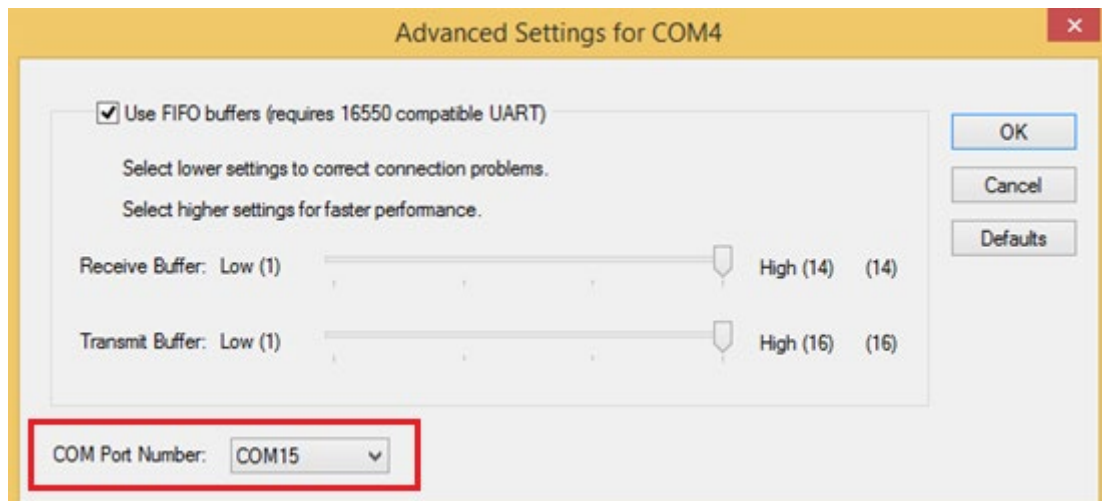 Advanced Settings for COM4
×
Use FIFO buffers (requires 16550 compatible UART)
OK
Select lower settings to correct connection problems.
Cancel
Select higher settings for faster performance.
Defaults
Receive Buffer: Low (1) High (14) (14)
Transmit Buffer: Low (1) High (16) (16)
COM Port Number: COM15